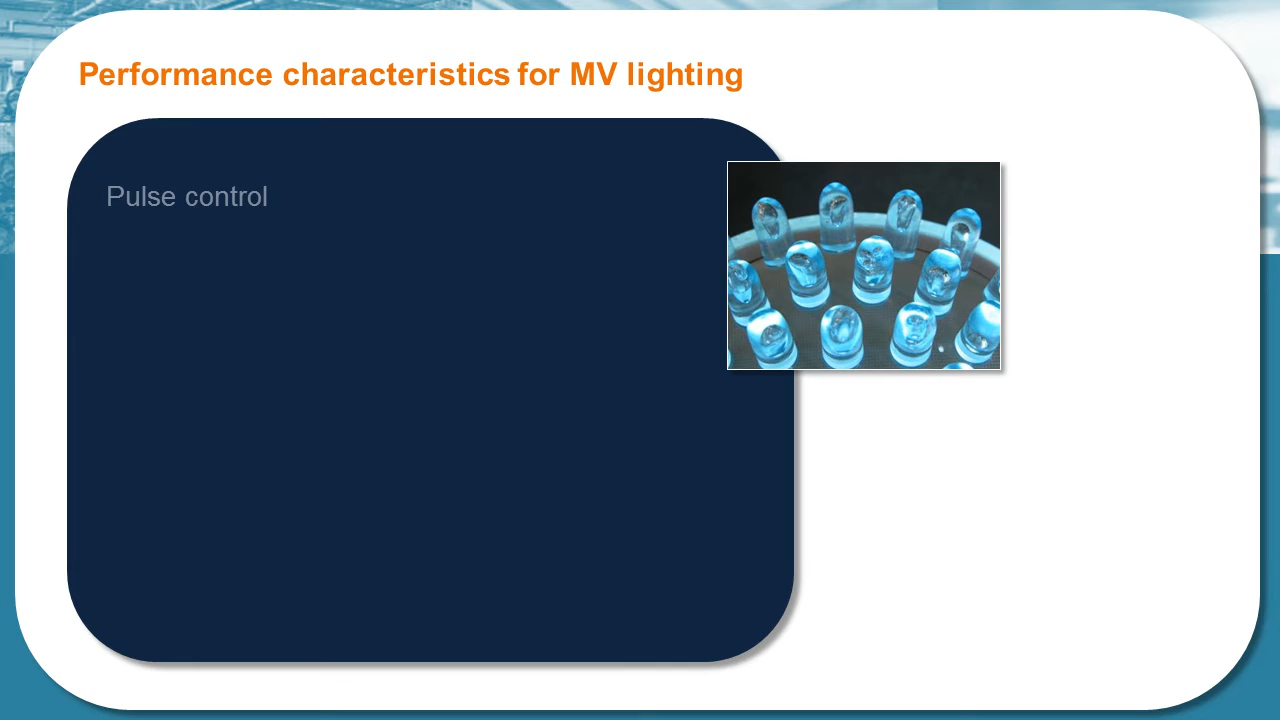 Performance characteristics for MV lighting
Pulse control